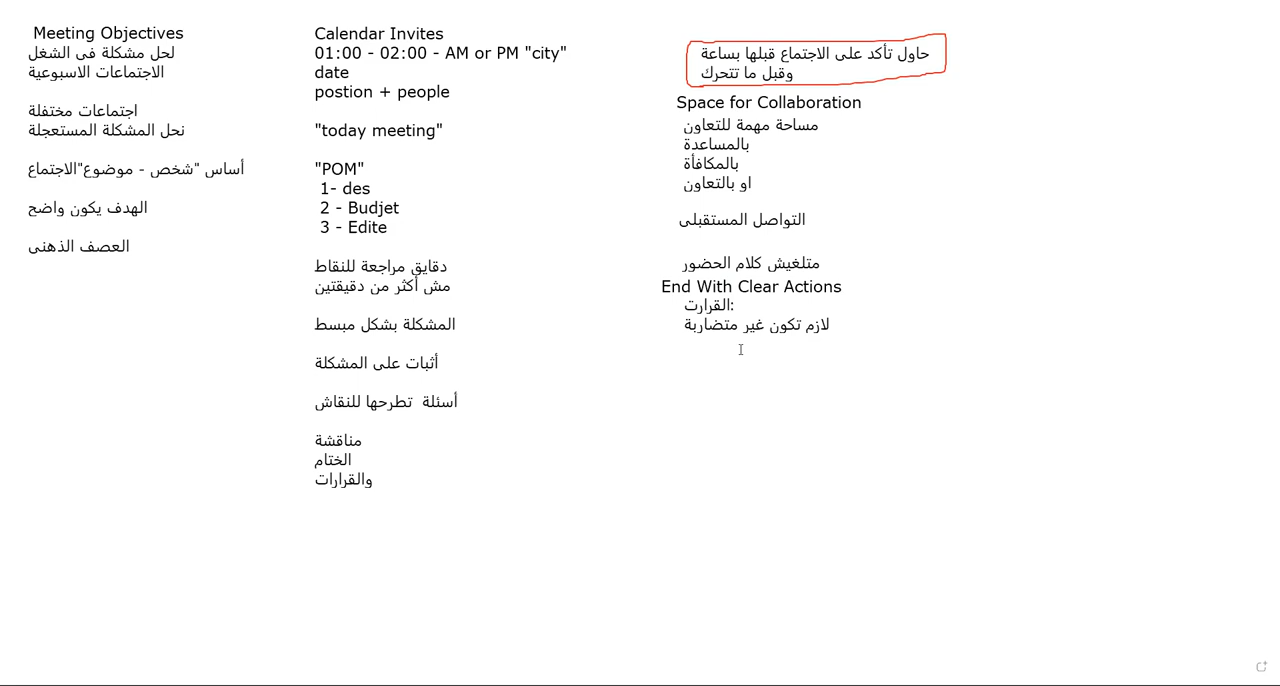 Meeting Objectives
لحل مشكلة فى الشغل
الاجتماعات الاسبوعية
اجتماعات مختفلة
نحل المشكلة المستعجلة
أساس "شخص - موضوع"الاجتماع
الهدف يكون واضح
العصف الذهنى
Calendar Invites
01:00 - 02:00 - AM or PM "city"
date
postion + people
"today meeting"
"POM"
1- des
2 - Budjet
3 - Edite
دقايق مراجعة للنقاط
مش أكثر من دقيقتين
المشكلة بشكل مبسط
أثبات على المشكلة
أسئلة تطرحها للنقاش
مناقشة
الختام
والقرارات
حاول تأكد على الاجتماع قبلها بساعة
وقبل ما تتحرك
Space for Collaboration
مساحة مهمة للتعاون
بالمساعدة
بالمكافأة
او بالتعاون
التواصل المستقبلى
متلغيش كلام الحضور
End With Clear Actions
القرارت:
لازم تكون غير متضاربة